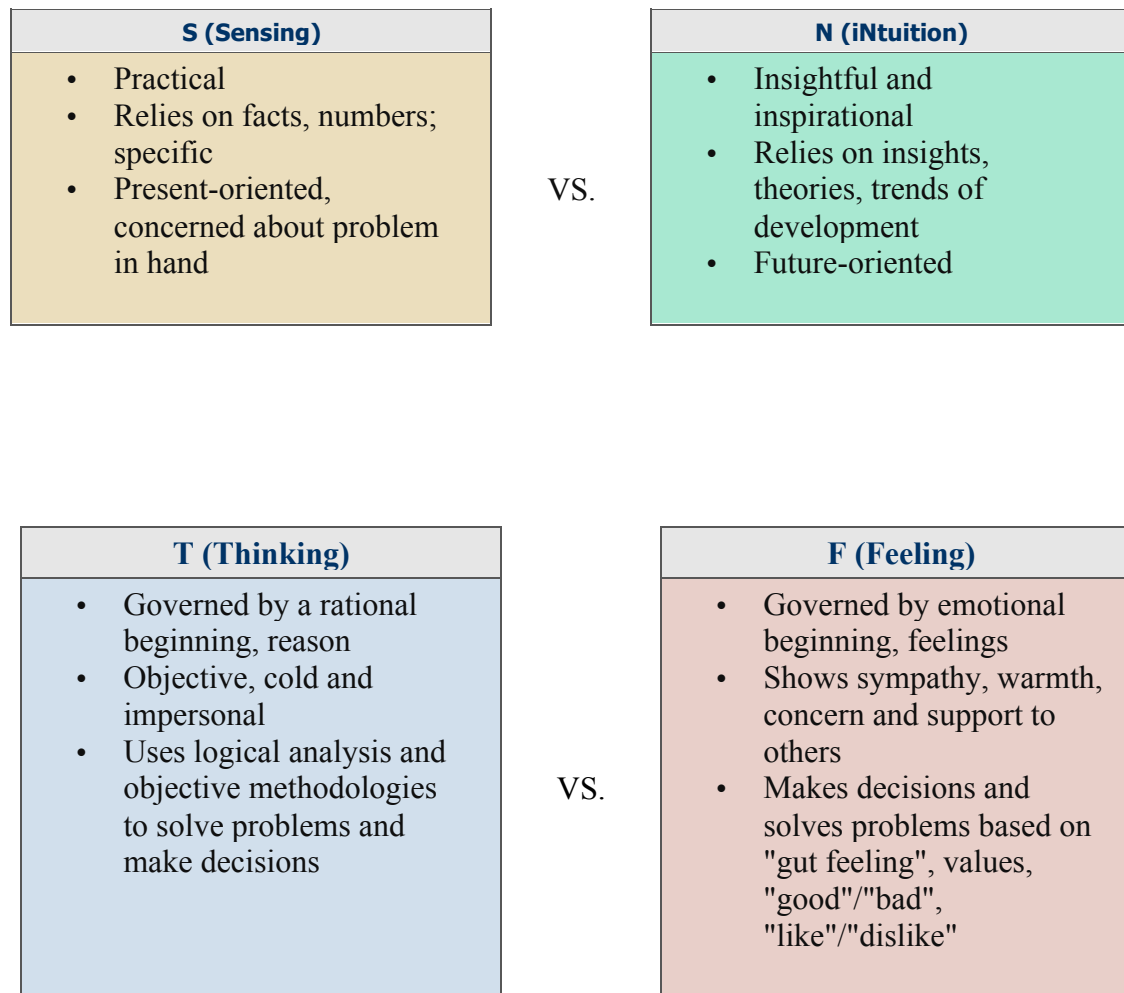 S (Sensing)
• Practical
• Relies on facts, numbers;
specific
• Present-oriented,
concerned about problem
in hand
VS.
N (iNtuition)
• Insightful and
inspirational
• Relies on insights,
theories, trends of
development
• Future-oriented
T (Thinking)
• Governed by a rational
beginning, reason
• Objective, cold and
impersonal
• Uses logical analysis and
objective methodologies
to solve problems and
make decisions
VS.
F (Feeling)
• Governed by emotional
beginning, feelings
• Shows sympathy, warmth,
concern and support to
others
• Makes decisions and
solves problems based on
"gut feeling", values,
"good"/"bad",
"like"/"dislike"